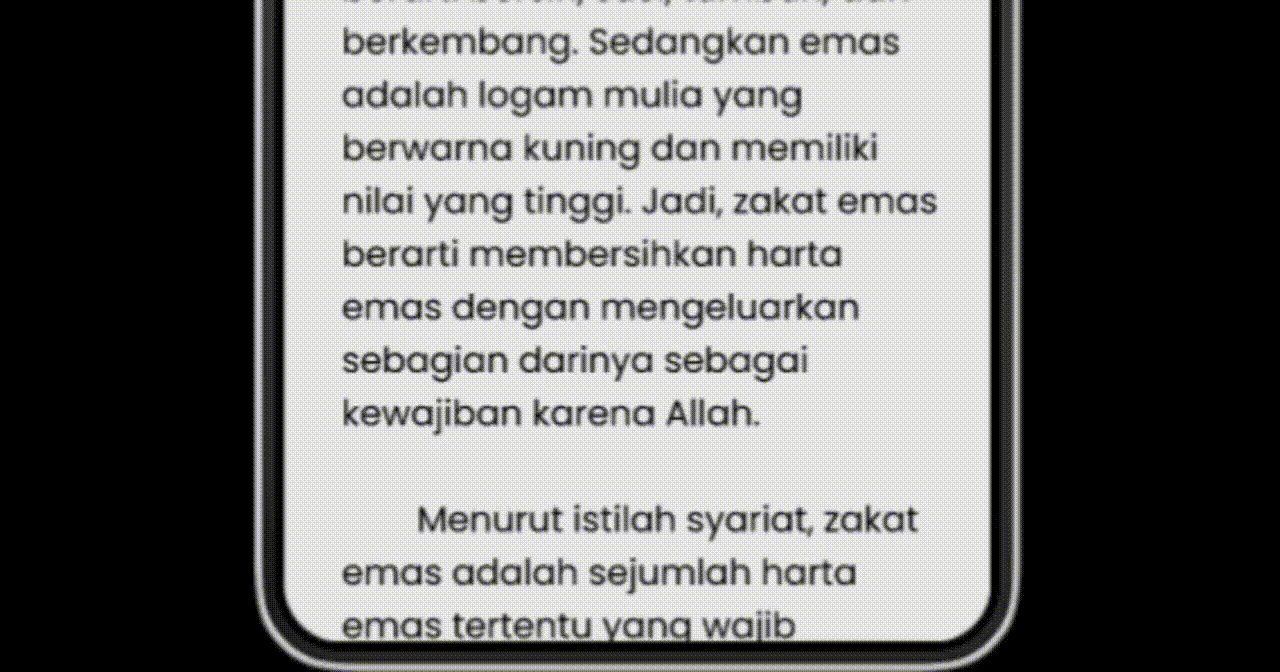 berkembang. Sedangkan emas
adalah logam mulia yang
berwarna kuning dan memiliki
nilai yang tinggi. Jadi, zakat emas
berarti membersihkan harta
emas dengan mengeluarkan
sebagian darinya sebagai
kewajiban karena Allah.
Menurut istilah syariat, zakat
emas adalah sejumlah harta
emas tertentu yang wajib